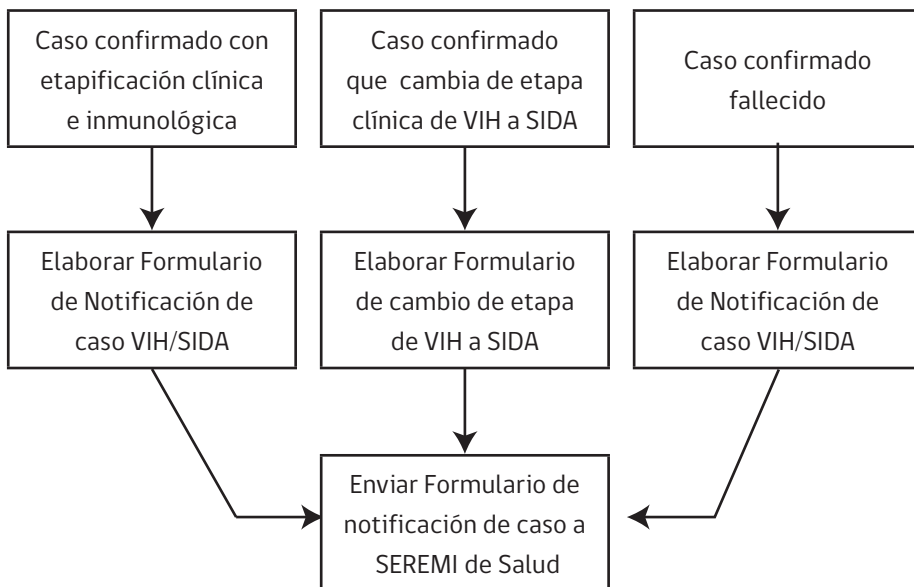 Caso confirmado con
etapificación clínica
e inmunológica
Caso confirmado
que cambia de etapa
clínica de VIH a SIDA
Caso confirmado
fallecido
Elaborar Formulario
de Notificación de
caso VIH/SIDA
Elaborar Formulario
de cambio de etapa
de VIH a SIDA
Elaborar Formulario
de Notificación de
caso VIH/SIDA
Enviar Formulario de
notificación de caso a
SEREMI de Salud